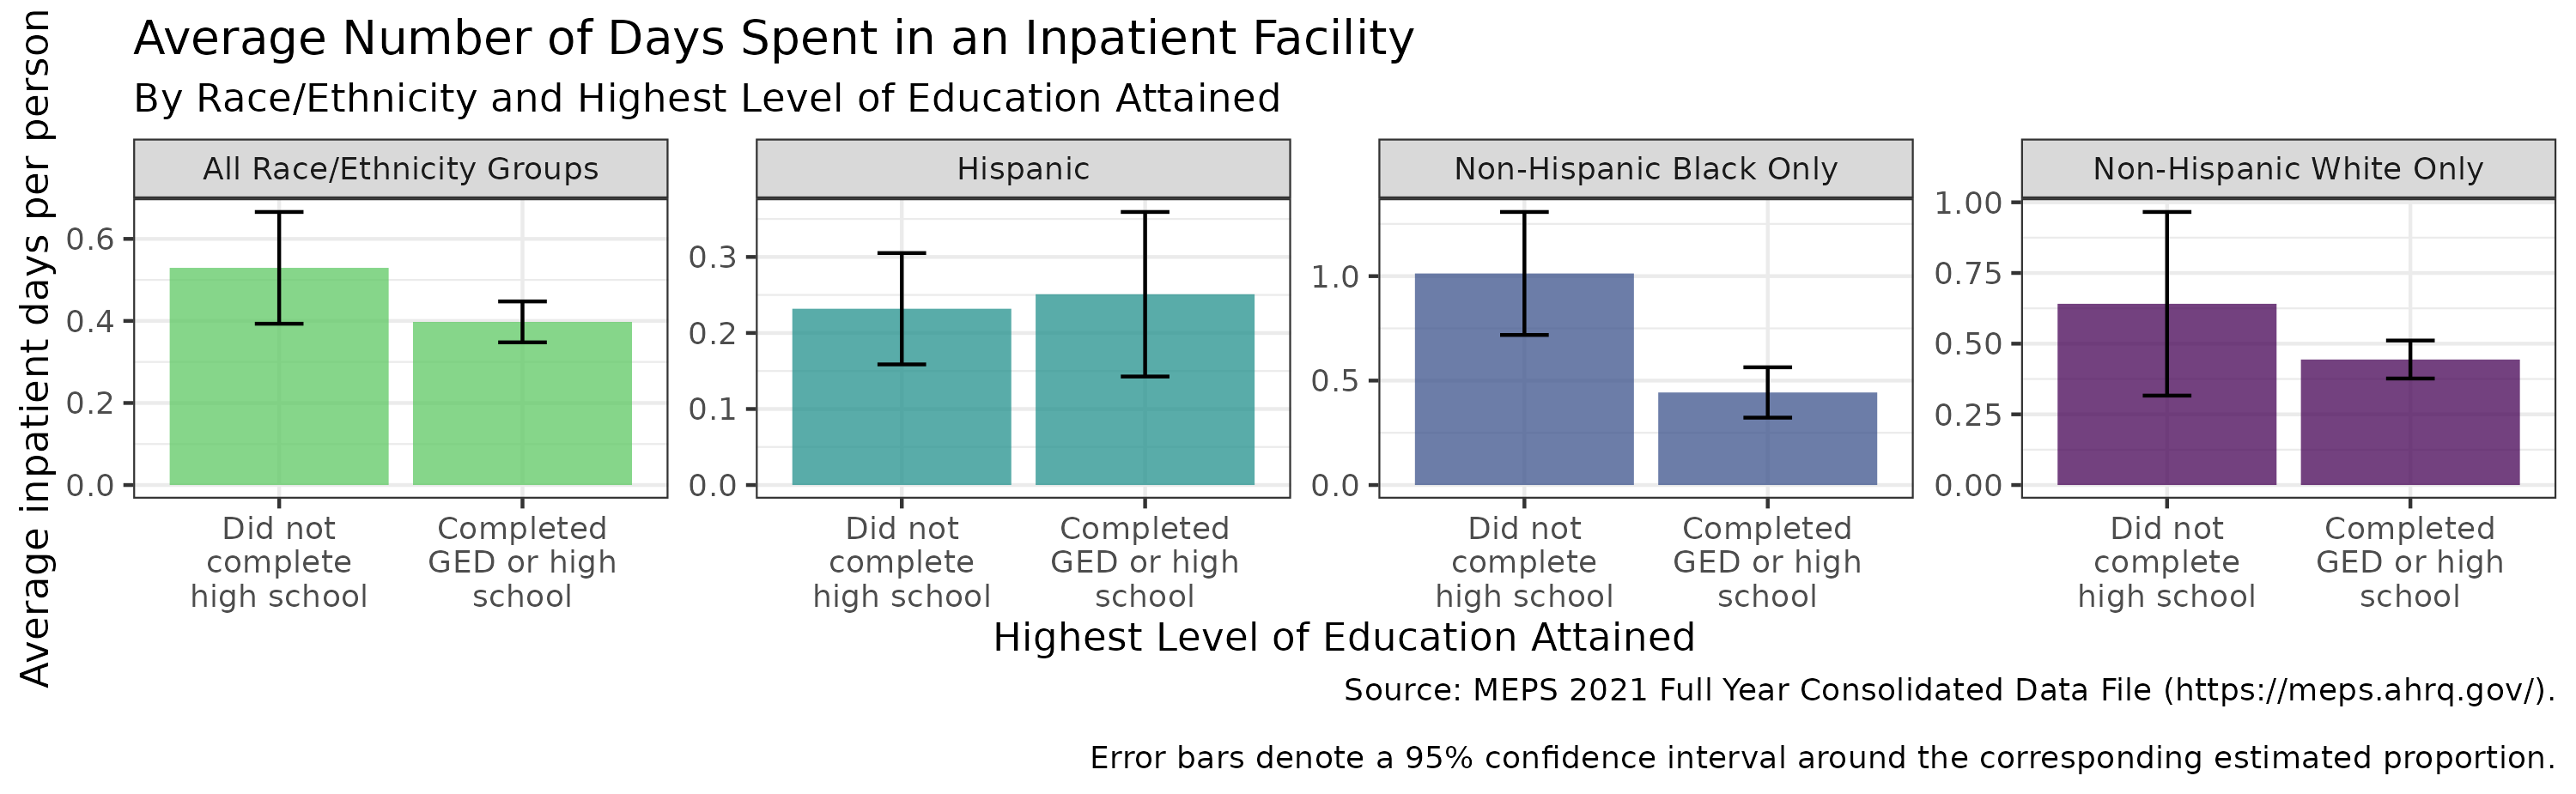 Average Number of Days Spent in an Inpatient Facility
By Race/Ethnicity and Highest Level of Education Attained
Average inpatient days per person
All Race/Ethnicity Groups
0.6
0.4
0.2
0.0
Did not
complete
high school
Completed
GED or high
school
Hispanic
0.3
0.2
0.1
0.0
Did not
complete
high school
Completed
GED or high
school
Non-Hispanic Black Only
1.0
0.5
0.0
Did not
complete
high school
Completed
GED or high
school
Non-Hispanic White Only
1.00
0.75
0.50
0.25
0.00
Did not
complete
high school
Completed
GED or high
school
Highest Level of Education Attained
Source: MEPS 2021 Full Year Consolidated Data File (https://meps.ahrq.gov/).
Error bars denote a 95% confidence interval around the corresponding estimated proportion.